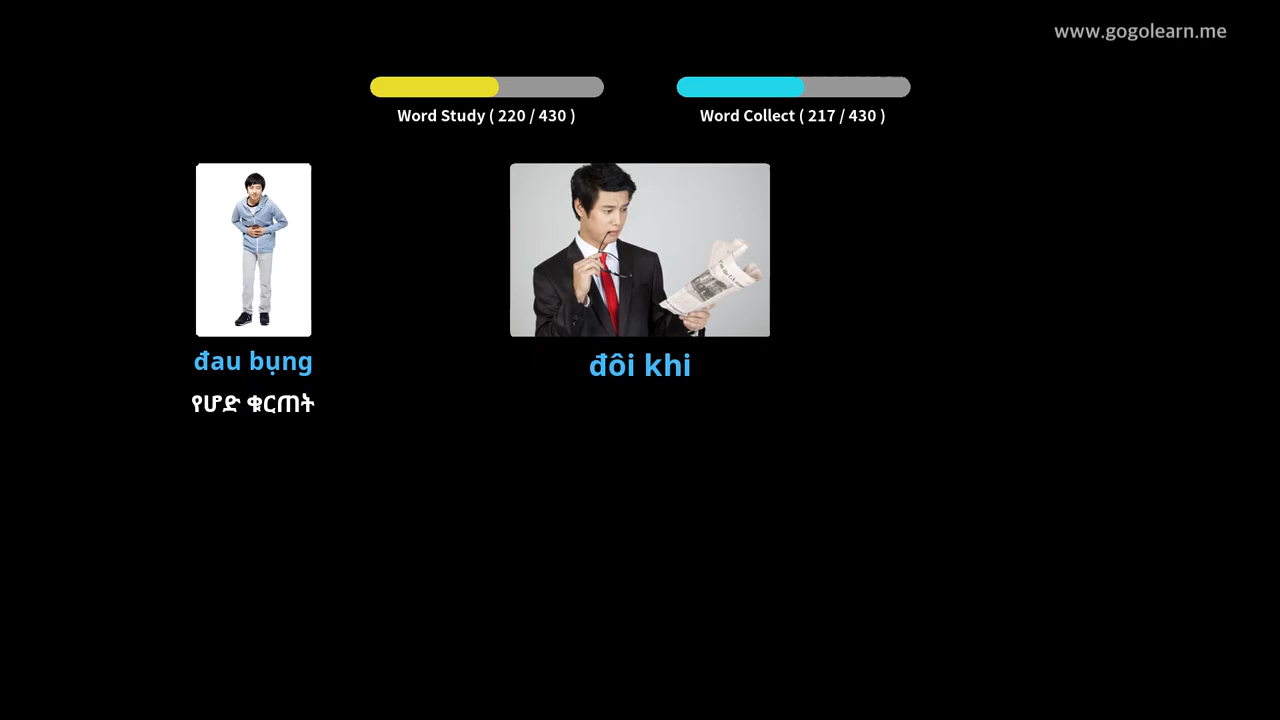 www.gogolearn.me
Word Study ( 220 / 430 )
Word Collect ( 217 / 430 )
đau bụng
የሆድ ቁርጠት
đôi khi